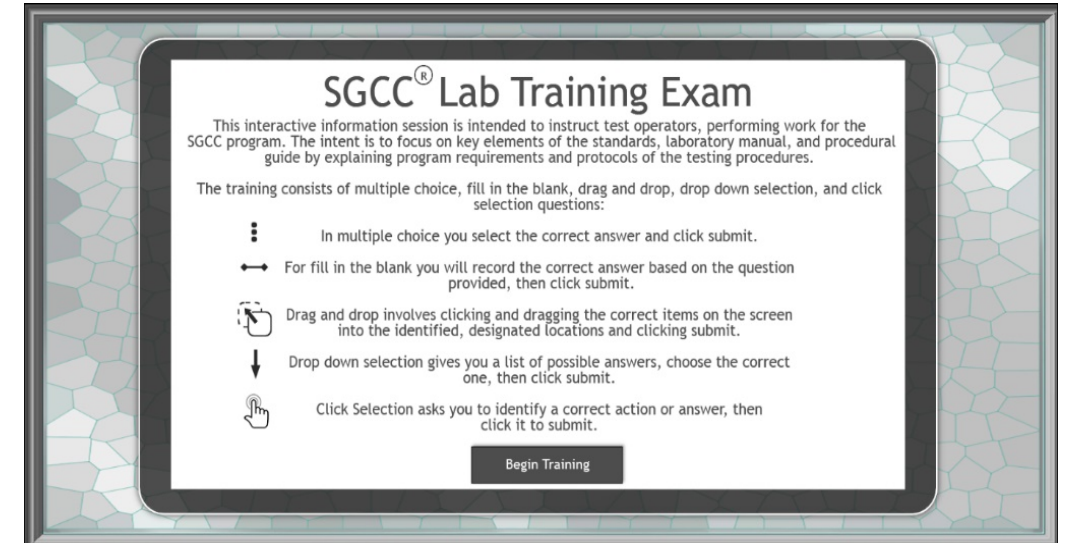 SGCC® Lab Training Exam
This interactive information session is intended to instruct test operators, performing work for the
SGCC program. The intent is to focus on key elements of the standards, laboratory manual, and procedural
guide by explaining program requirements and protocols of the testing procedures.
The training consists of multiple choice, fill in the blank, drag and drop, drop down selection, and click
selection questions:
In multiple choice you select the correct answer and click submit.
For fill in the blank you will record the correct answer based on the question
provided, then click submit.
Drag and drop involves clicking and dragging the correct items on the screen
into the identified, designated locations and clicking submit.
Drop down selection gives you a list of possible answers, choose the correct
one, then click submit.
Click Selection asks you to identify a correct action or answer, then
click it to submit.
Begin Training